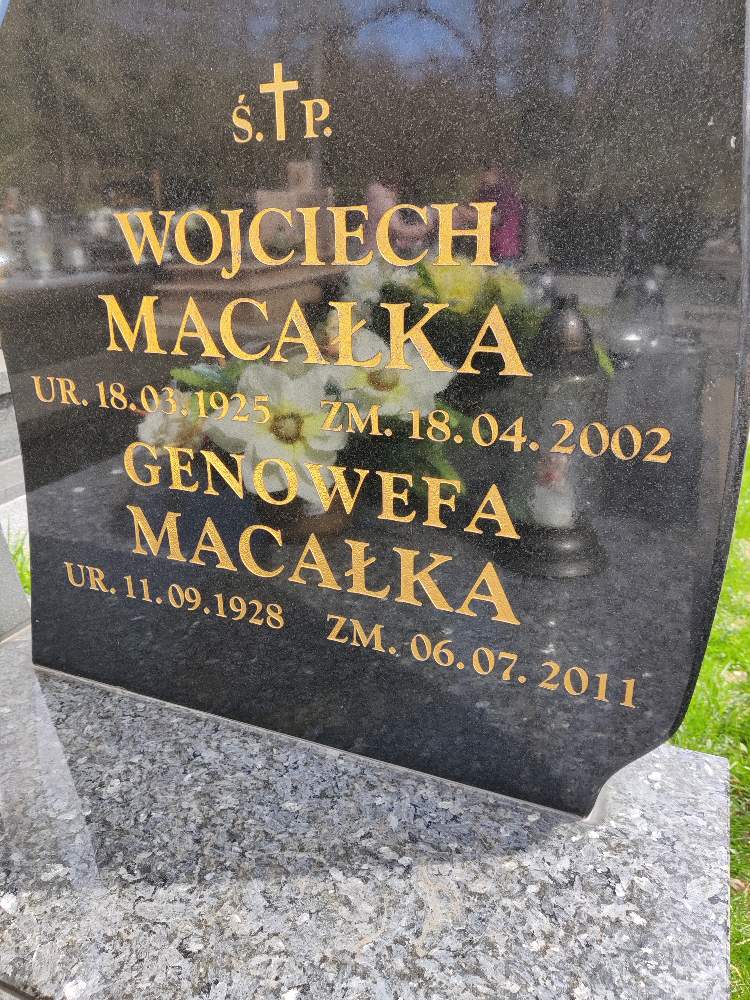 Ś.P.
WOJCIECH
MACAŁKA
UR. 18.03.1925 ZM. 18.04.2002
GENOWEFA
MACAŁKA
UR. 11.09.1928 ZM. 06.07.2011